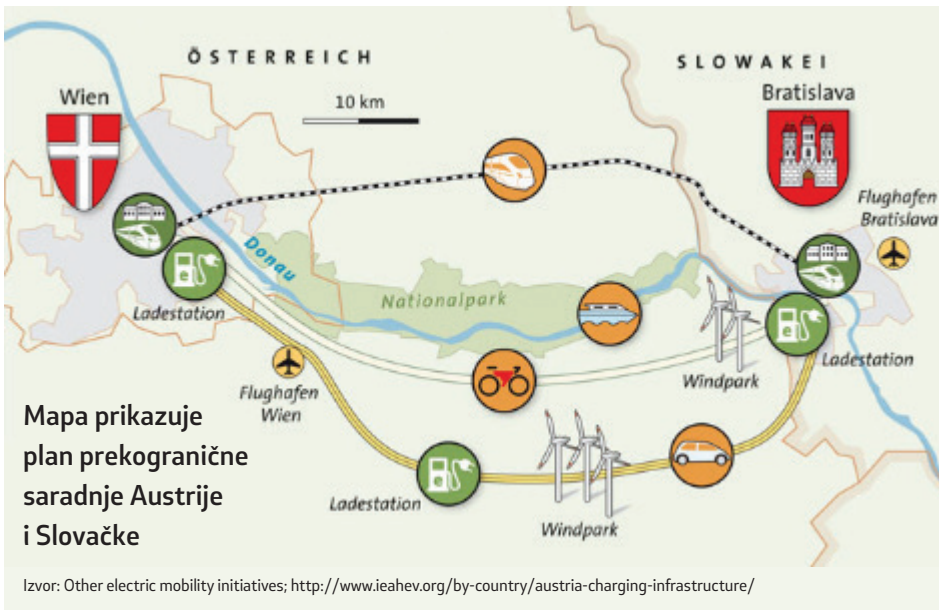 ÖSTERREICH
SLOWAKEI
Wien
10 km
Bratislava
Flughafen
Bratislava
Donau
Nationalpark
Ladestation
Ladestation
Windpark
Flughafen
Wien
Ladestation
Windpark
Mapa prikazuje
plan prekogranične
saradnje Austrije
i Slovačke
Izvor: Other electric mobility initiatives; http://www.ieahev.org/by-country/austria-charging-infrastructure/